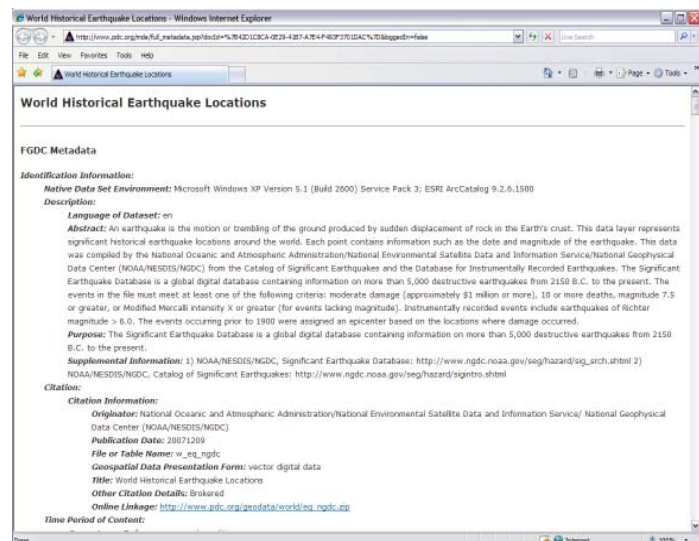 World Historical Earthquake Locations - Windows Internet Explorer
Live Search
File Edit View Favorites Tools Help
World Historical Earthquake Locations
Page Tools
World Historical Earthquake Locations
FGDC Metadata
Identification Information:
Native Data Set Environment: Microsoft Windows XP Version 5.1 (Build 2600) Service Pack 3; ESRI ArcCatalog 9.2.6.1500
Description:
Language of Dataset: en
Abstract: An earthquake is the motion or trembling of the ground produced by sudden displacement of rock in the Earth's crust. This data layer represents
significant historical earthquake locations around the world. Each point contains information such as the date and magnitude of the earthquake. This data
was compiled by the National Oceanic and Atmospheric Administration/National Environmental Satellite Data and Information Service/National Geophysical
Data Center (NOAA/NESDIS/NGDC) from the Catalog of Significant Earthquakes and the Database for Instrumentally Recorded Earthquakes. The Significant
Earthquake Database is a global digital database containing information on more than 5,000 destructive earthquakes from 2150 B.C. to the present. The
events in the file must meet at least one of the following criteria: moderate damage (approximately $1 million or more), 10 or more deaths, magnitude 7.5
or greater, or Modified Mercalli intensity X or greater (for events lacking magnitude). Instrumentally recorded events include earthquakes of Richter
magnitude > 6.0. The events occurring prior to 1900 were assigned an epicenter based on the locations where damage occurred.
Purpose: The Significant Earthquake Database is a global digital database containing information on more than 5,000 destructive earthquakes from 2150
B.C. to the present.
Supplemental Information: 1) NOAA/NESDIS/NGDC, Significant Earthquake Database: http://www.ngdc.noaa.gov/seg/hazard/sig_srch.shtml 2)
NOAA/NESDIS/NGDC, Catalog of Significant Earthquakes: http://www.ngdc.noaa.gov/seg/hazard/sigintro.shtml
Citation:
Citation Information:
Originator: National Oceanic and Atmospheric Administration/National Environmental Satellite Data and Information Service/ National Geophysical
Data Center (NOAA/NESDIS/NGDC)
Publication Date: 20071209
File or Table Name: w_eq_ngdc
Geospatial Data Presentation Form: vector digital data
Title: World Historical Earthquake Locations
Other Citation Details: Brokered
Online Linkage: http://www.pdc.org/geodata/world/eq_ngdc.zip
Time Period of Content:
Done Internet 100%